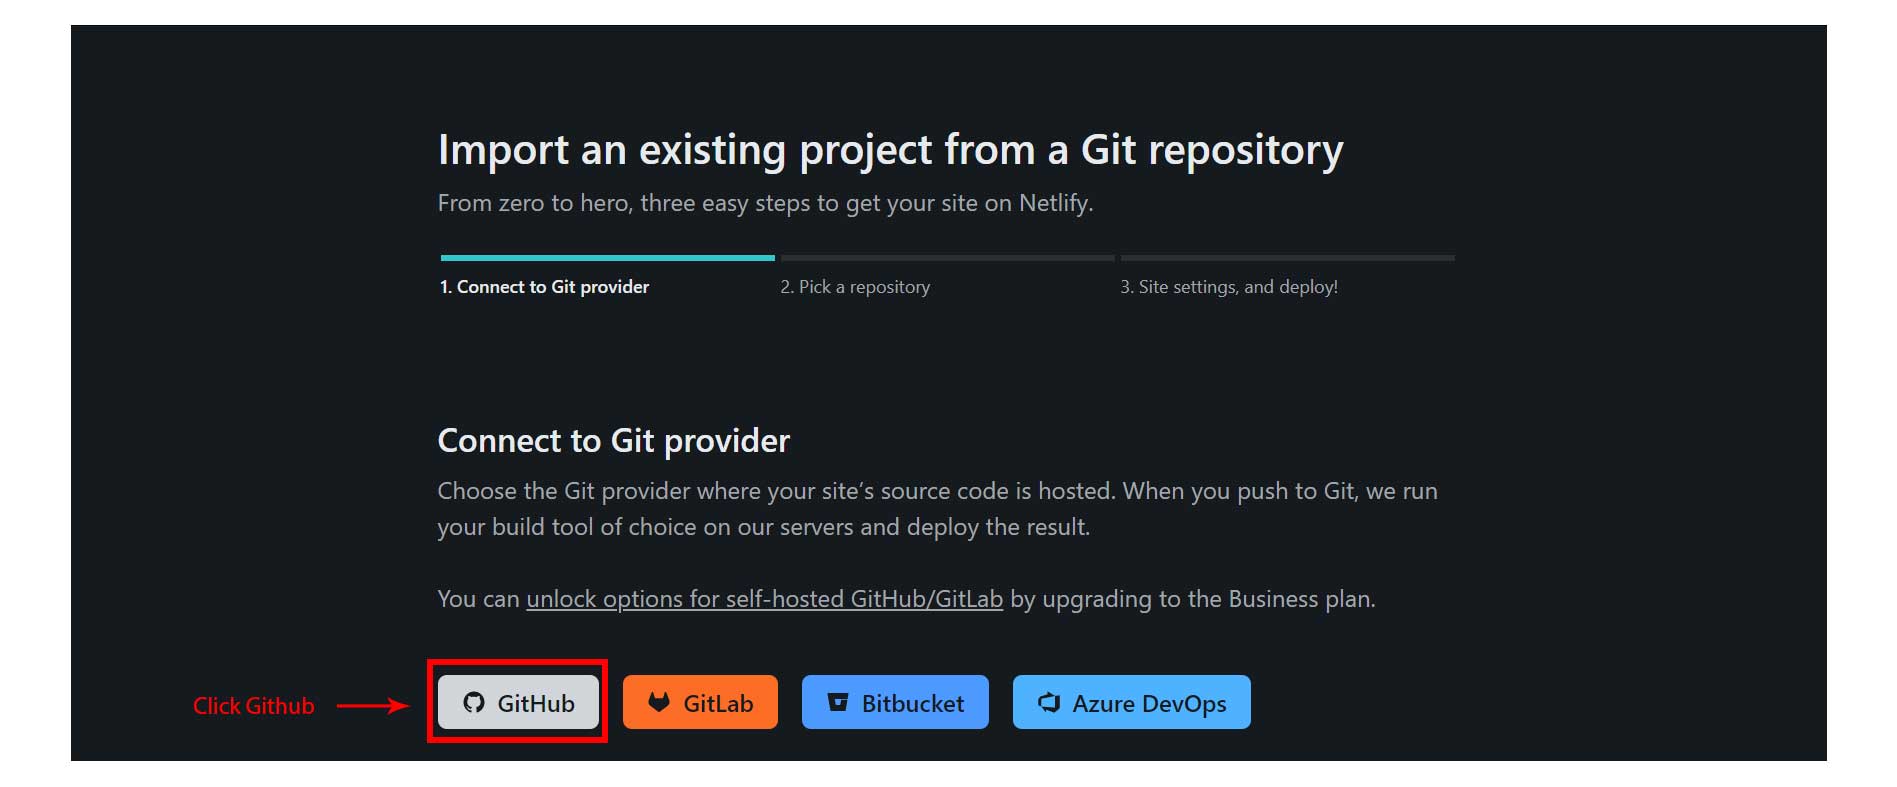 Import an existing project from a Git repository
From zero to hero, three easy steps to get your site on Netlify.
1. Connect to Git provider
2. Pick a repository
3. Site settings, and deploy!
Connect to Git provider
Choose the Git provider where your site’s source code is hosted. When you push to Git, we run
your build tool of choice on our servers and deploy the result.
You can unlock options for self-hosted GitHub/GitLab by upgrading to the Business plan.
Click Github
GitHub
GitLab
Bitbucket
Azure DevOps